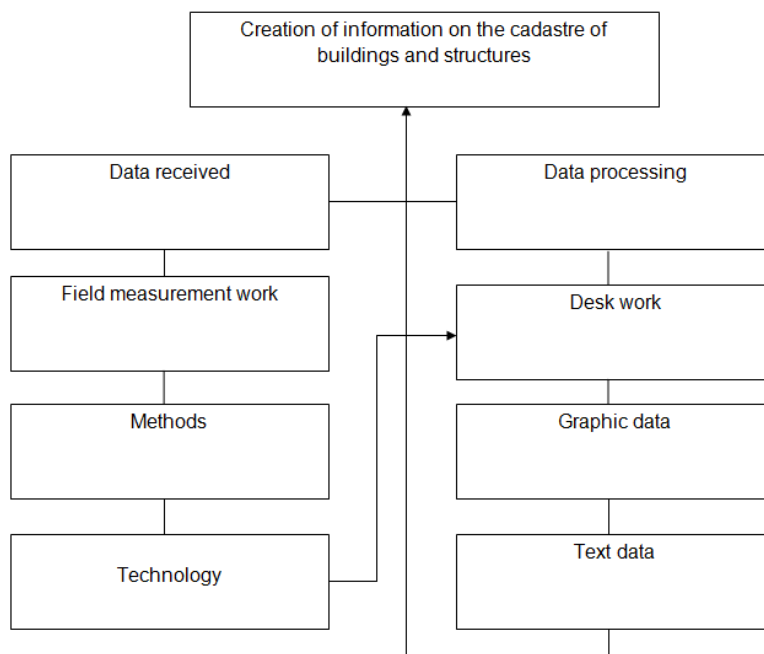 Creation of information on the cadastre of
buildings and structures
Data received
Data processing
Field measurement work
Desk work
Methods
Graphic data
Technology
Text data